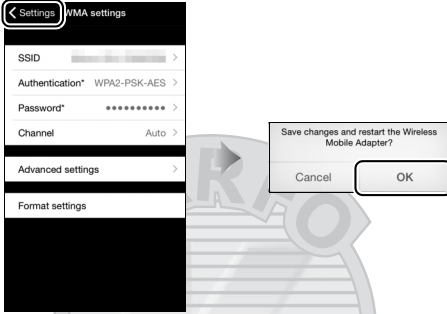 Settings WMA settings
SSID
Authentication* WPA2-PSK-AES
Password* ••••••••••
Channel Auto
Advanced settings
Format settings
Save changes and restart the Wireless
Mobile Adapter?
Cancel OK